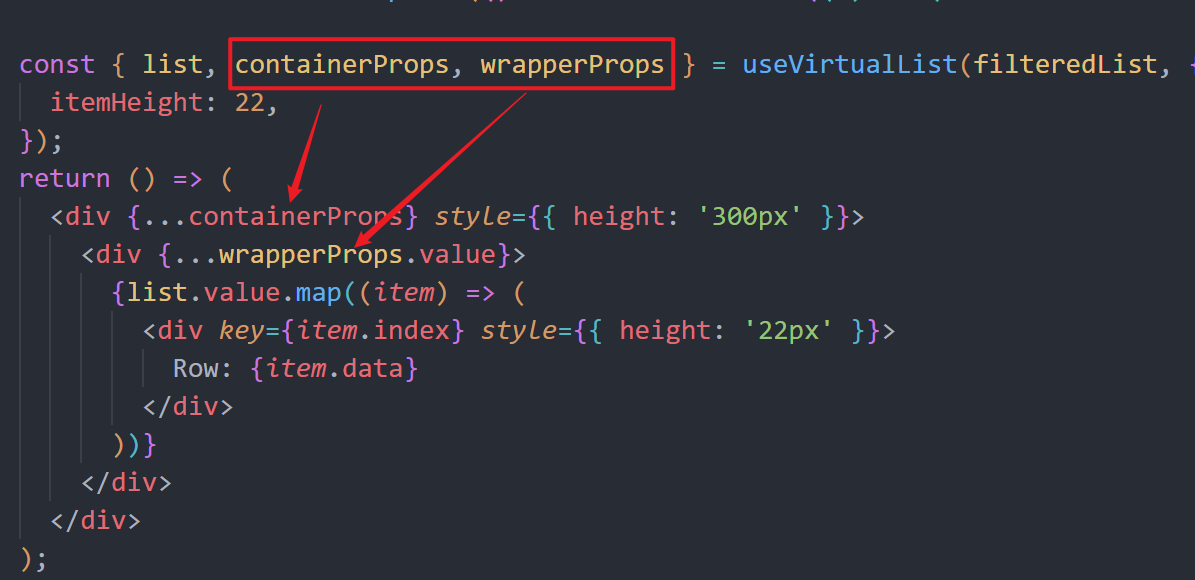 const { list, containerProps, wrapperProps } = useVirtualList(filteredList, {
itemHeight: 22,
});
return () => (
<div {...containerProps} style={{ height: '300px' }}>
<div {...wrapperProps.value}>
{list.value.map((item) => (
<div key={item.index} style={{ height: '22px' }}>
Row: {item.data}
</div>
))}
</div>
</div>
);